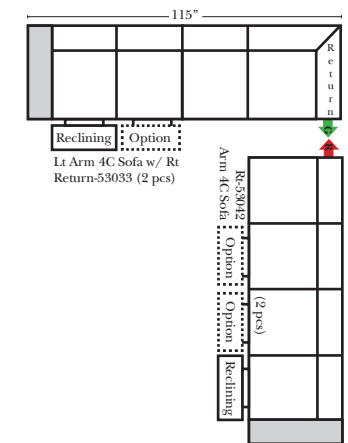 115”
Return
Reclining
Option
Lt Arm 4C Sofa w/ Rt
Return-53033 (2 pcs)
Rt-53042
Arm 4C Sofa
(2 pcs)
Option
Option
Reclining